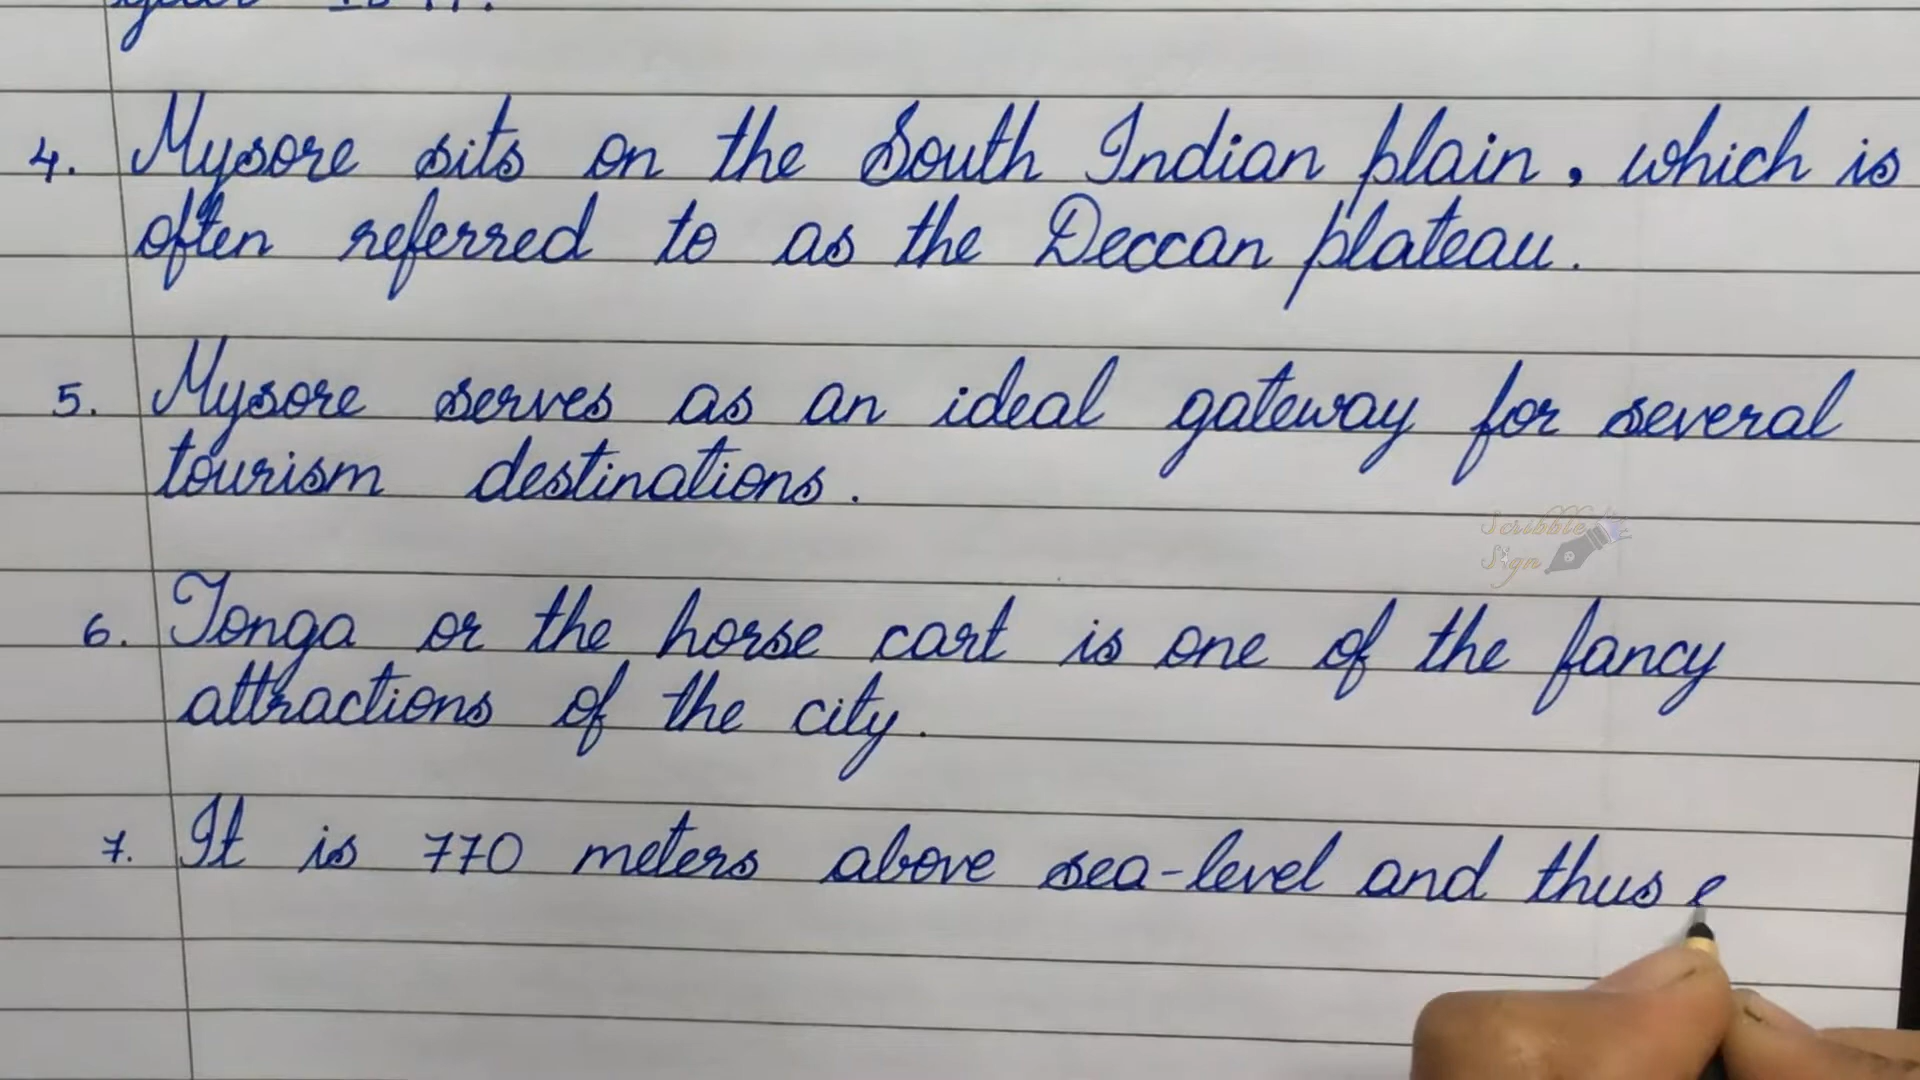 4. Mysore sits on the South Indian plain, which is
often referred to as the Deccan plateau.
5. Mysore serves as an ideal gateway for several
tourism destinations.
Scribble
Sign
6. Tonga or the horse cart is one of the fancy
attractions of the city.
7. It is 770 meters above sea-level and thus e